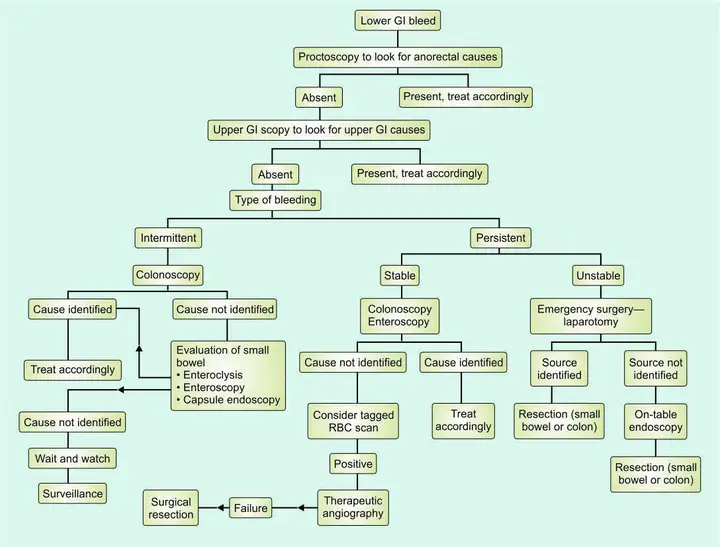 Lower GI bleed
Proctoscopy to look for anorectal causes
Absent
Present, treat accordingly
Upper GI scopy to look for upper GI causes
Absent
Present, treat accordingly
Type of bleeding
Intermittent
Persistent
Colonoscopy
Stable
Unstable
Cause identified
Cause not identified
Colonoscopy
Enteroscopy
Emergency surgery—
laparotomy
Treat accordingly
Evaluation of small
bowel
• Enteroclysis
• Enteroscopy
• Capsule endoscopy
Cause not identified
Cause identified
Source
identified
Source not
identified
Cause not identified
Consider tagged
RBC scan
Treat
accordingly
Resection (small
bowel or colon)
On-table
endoscopy
Wait and watch
Positive
Resection (small
bowel or colon)
Surveillance
Surgical
resection
Failure
Therapeutic
angiography